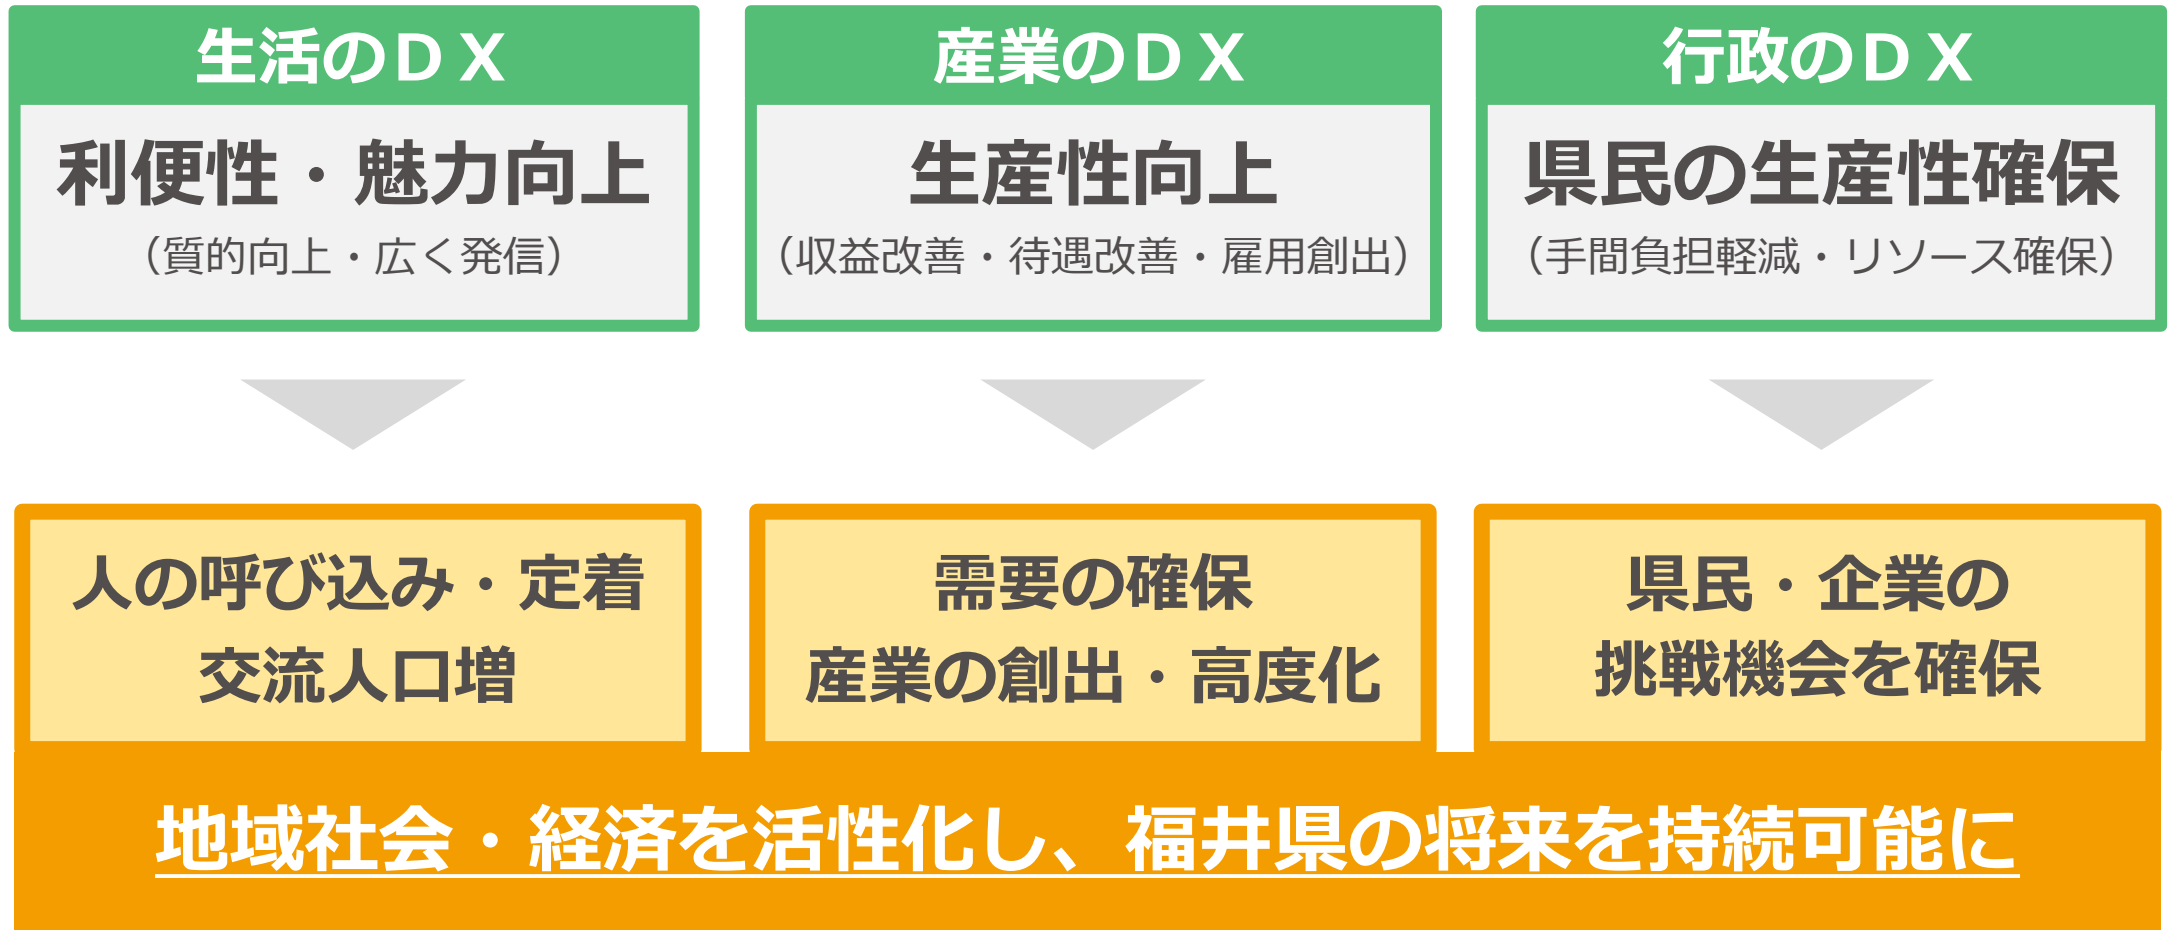 生活のＤＸ
利便性・魅力向上
（質的向上・広く発信）
産業のＤＸ
生産性向上
（収益改善・待遇改善・雇用創出）
行政のＤＸ
県民の生産性確保
（手間負担軽減・リソース確保）
人の呼び込み・定着
交流人口増
需要の確保
産業の創出・高度化
県民・企業の
挑戦機会を確保
地域社会・経済を活性化し、福井県の将来を持続可能に